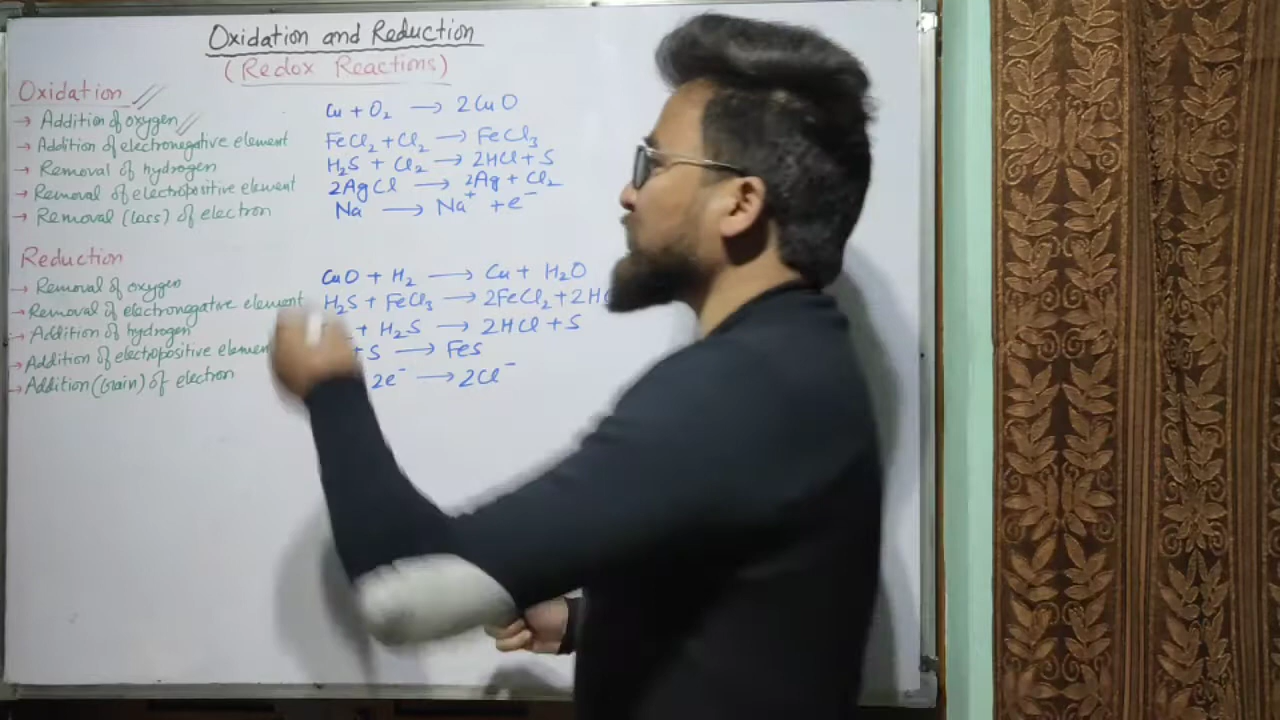 Oxidation and Reduction
(Redox Reactions)
Oxidation
→ Addition of oxygen
Cu + O₂ → 2CuO
→ Addition of electronegative element
FeCl₂ + Cl₂ → FeCl₃
→ Removal of hydrogen
H₂S + Cl₂ → 2HCl + S
→ Removal of electropositive element
2AgCl → 2Ag + Cl₂
→ Removal (loss) of electron
Na → Na⁺ + e⁻
Reduction
→ Removal of oxygen
CuO + H₂ → Cu + H₂O
→ Removal of electronegative element
H₂S + FeCl₃ → 2FeCl₂ + 2HC
→ Addition of hydrogen
+ H₂S → 2HCl + S
→ Addition of electropositive element
+ S → FeS
→ Addition (Gain) of electron
2e⁻ → 2Cl⁻